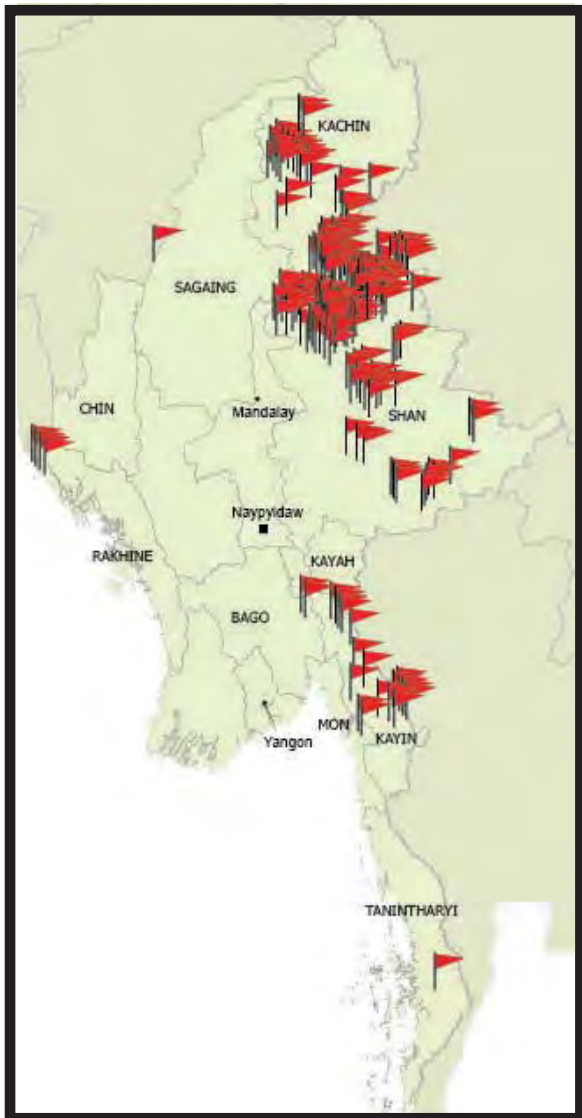 KACHIN
SAGAING
CHIN
Mandalay
SHAN
Naypyidaw
RAKHINE
KAYAH
BAGO
MON
Yangon
KAYIN
TANINTHARYI